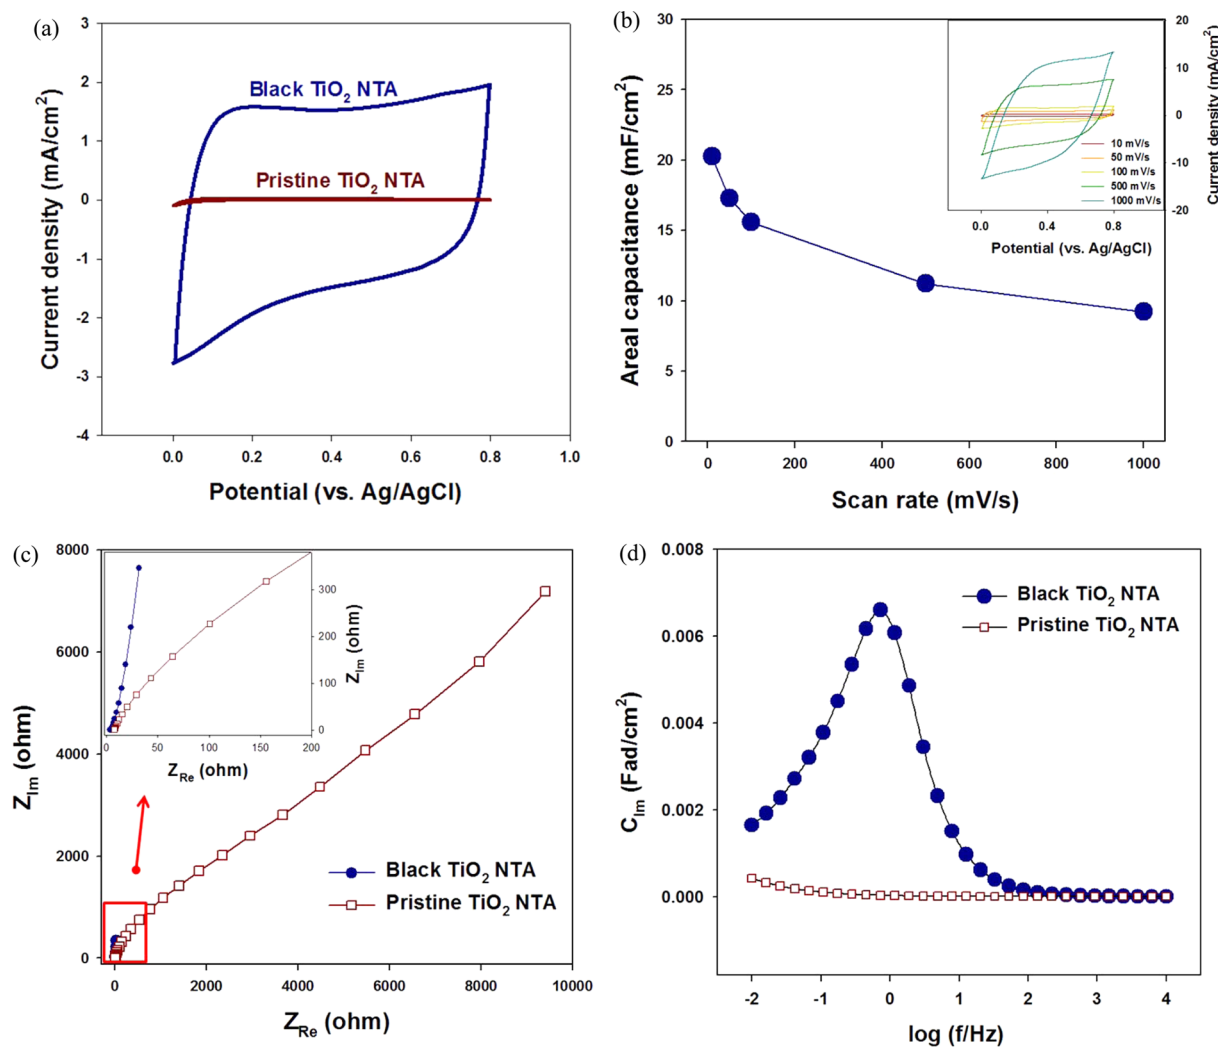 (a)
3
2
1
0
-1
-2
-3
-4
Current density (mA/cm²)
Black TiO₂ NTA
Pristine TiO₂ NTA
0.0 0.2 0.4 0.6 0.8 1.0
Potential (vs. Ag/AgCl)
(b)
30
25
20
15
10
5
0
Areal capacitance (mF/cm²)
0 200 400 600 800 1000
Scan rate (mV/s)
20
10
0
-10
-20
Current density (mA/cm²)
10 mV/s
50 mV/s
100 mV/s
500 mV/s
1000 mV/s
0.0 0.4 0.8
Potential (vs. Ag/AgCl)
(c)
8000
6000
4000
2000
0
Z_Im (ohm)
300
200
100
0
Z_Im (ohm)
0 50 100 150 200
Z_Re (ohm)
Black TiO₂ NTA
Pristine TiO₂ NTA
0 2000 4000 6000 8000 10000
Z_Re (ohm)
(d)
0.008
0.006
0.004
0.002
0.000
C_Im (Fad/cm²)
Black TiO₂ NTA
Pristine TiO₂ NTA
-2 -1 0 1 2 3 4
log (f/Hz)